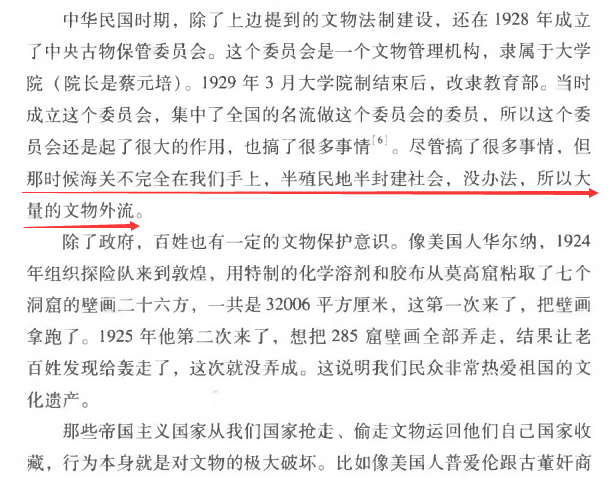 中华民国时期，除了上边提到的文物法制建设，还在 1928 年成立
了中央古物保管委员会。这个委员会是一个文物管理机构，隶属于大学
院（院长是蔡元培）。1929 年 3 月大学院制结束后，改隶教育部。当时
成立这个委员会，集中了全国的名流做这个委员会的委员，所以这个委
员会还是起了很大的作用，也搞了很多事情[6]。尽管搞了很多事情，但
那时候海关不完全在我们手上，半殖民地半封建社会，没办法，所以大
量的文物外流。
除了政府，百姓也有一定的文物保护意识。像美国人华尔纳，1924
年组织探险队来到敦煌，用特制的化学溶剂和胶布从莫高窟粘取了七个
洞窟的壁画二十六方，一共是 32006 平方厘米，这第一次来了，把壁画
拿跑了。1925 年他第二次来了，想把 285 窟壁画全部弄走，结果让老
百姓发现给轰走了，这次就没弄成。这说明我们民众非常热爱祖国的文
化遗产。
那些帝国主义国家从我们国家抢走、偷走文物运回他们自己国家收
藏，行为本身就是对文物的极大破坏。比如像美国人普爱伦跟古董奸商